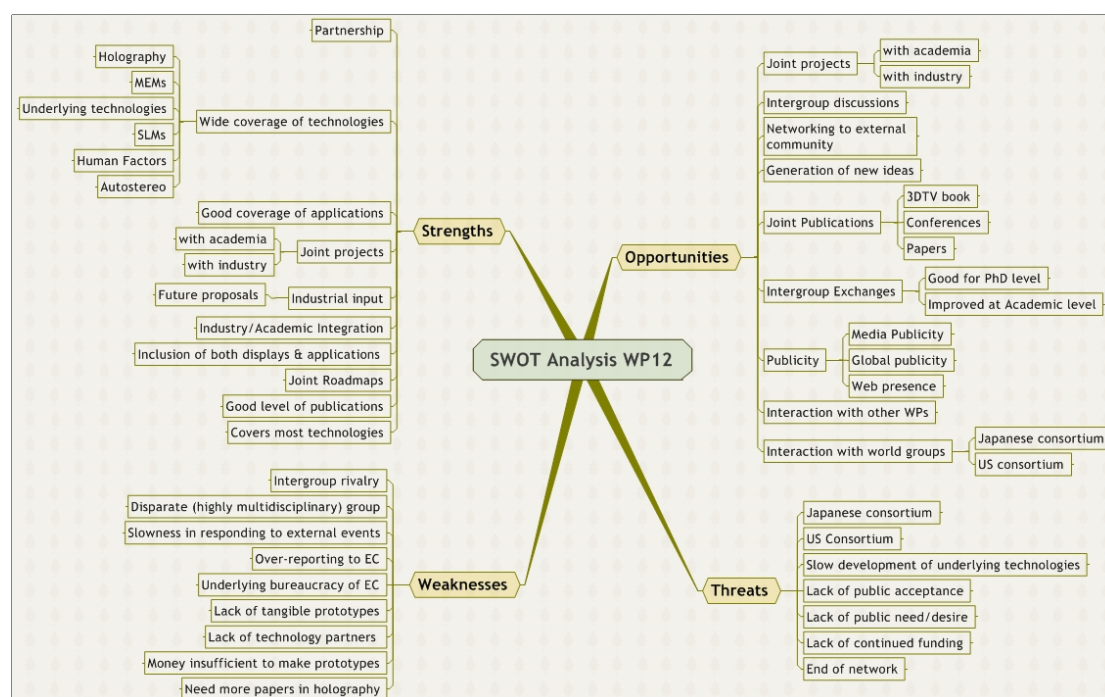 SWOT Analysis WP12
Strengths
Partnership
Wide coverage of technologies
Holography
MEMs
Underlying technologies
SLMs
Human Factors
Autostereo
Good coverage of applications
Joint projects
with academia
with industry
Industrial input
Future proposals
Industry/Academic Integration
Inclusion of both displays & applications
Joint Roadmaps
Good level of publications
Covers most technologies
Weaknesses
Intergroup rivalry
Disparate (highly multidisciplinary) group
Slowness in responding to external events
Over-reporting to EC
Underlying bureaucracy of EC
Lack of tangible prototypes
Lack of technology partners
Money insufficient to make prototypes
Need more papers in holography
Opportunities
Joint projects
with academia
with industry
Intergroup discussions
Networking to external
community
Generation of new ideas
Joint Publications
3DTV book
Conferences
Papers
Intergroup Exchanges
Good for PhD level
Improved at Academic level
Publicity
Media Publicity
Global publicity
Web presence
Interaction with other WPs
Interaction with world groups
Japanese consortium
US consortium
Threats
Japanese consortium
US Consortium
Slow development of underlying technologies
Lack of public acceptance
Lack of public need/desire
Lack of continued funding
End of network